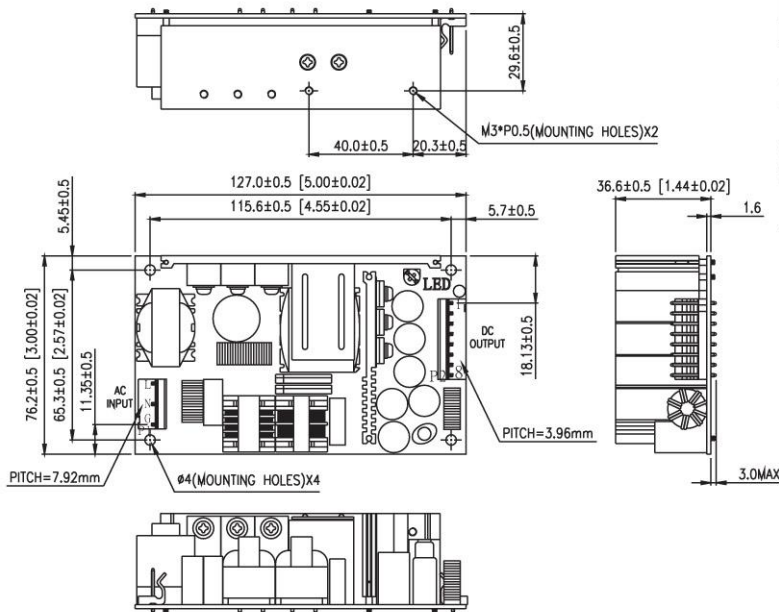 29.6±0.5
M3*P0.5(MOUNTING HOLES)X2
40.0±0.5
20.3±0.5
127.0±0.5 [5.00±0.02]
115.6±0.5 [4.55±0.02]
5.7±0.5
5.45±0.5
36.6±0.5 [1.44±0.02]
1.6
76.2±0.5 [3.00±0.02]
65.3±0.5 [2.57±0.02]
11.35±0.5
LED
DC
OUTPUT
18.13±0.5
AC
INPUT
L
N
G
8
PITCH=3.96mm
PITCH=7.92mm
ø4(MOUNTING HOLES)X4
3.0MAX